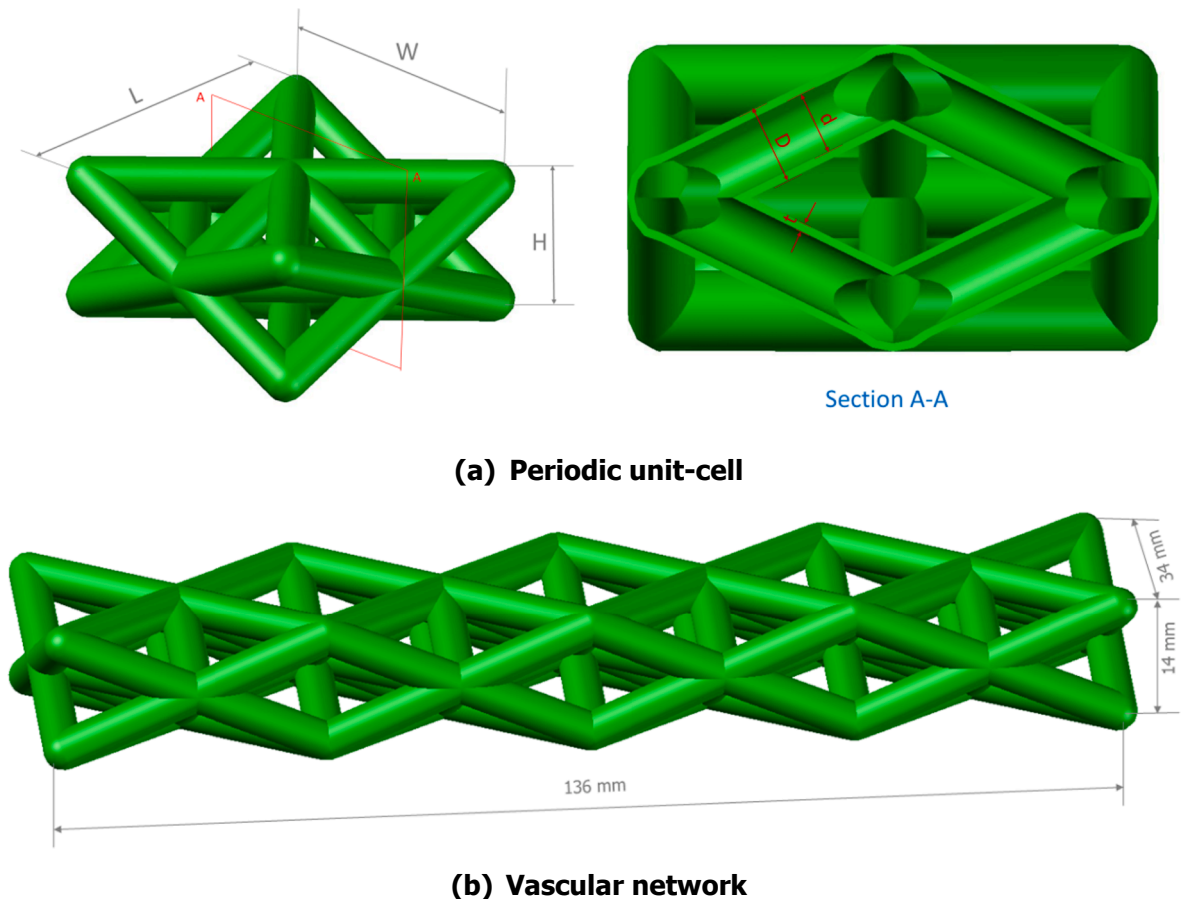 W
L
A
A
H
d
D
t
Section A-A
(a) Periodic unit-cell
34 mm
14 mm
136 mm
(b) Vascular network